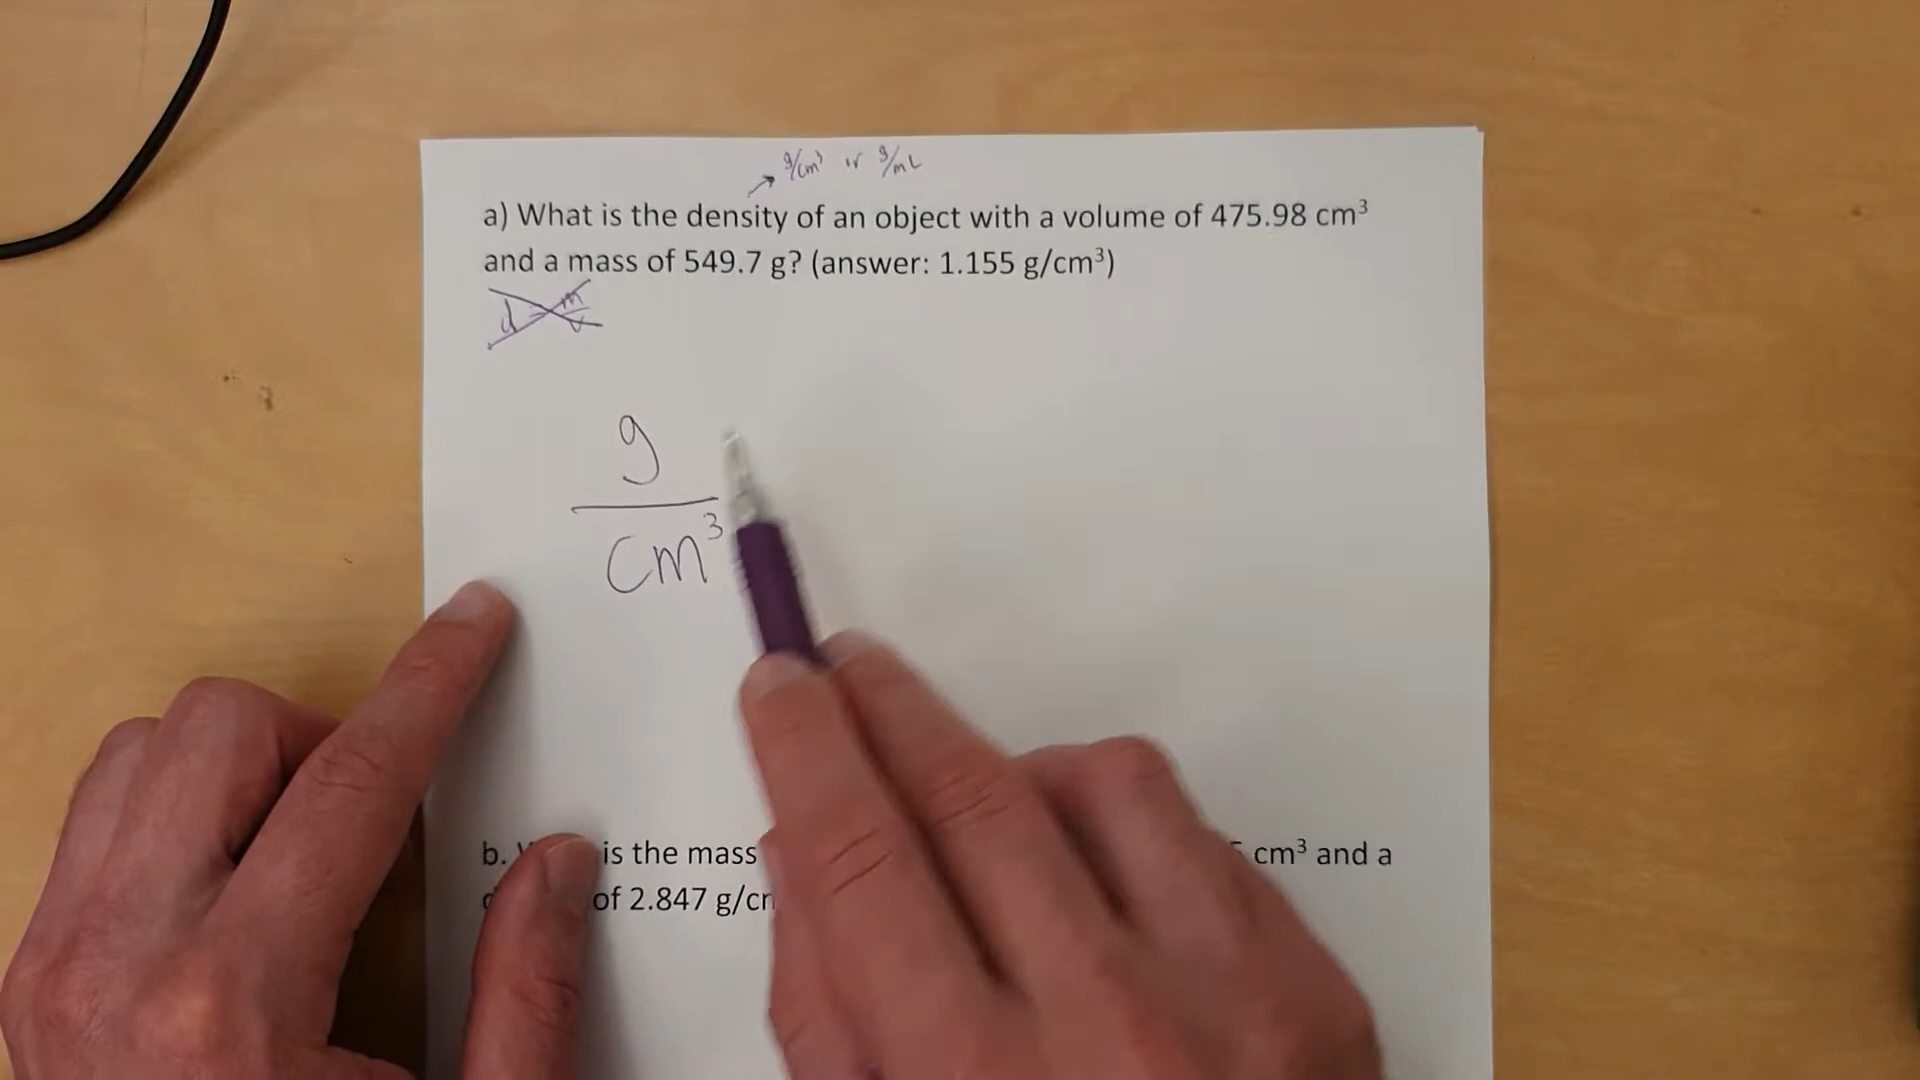 g/cm³ or g/mL
a) What is the density of an object with a volume of 475.98 cm³
and a mass of 549.7 g? (answer: 1.155 g/cm³)
d = m/v
g
cm³
b. is the mass cm³ and a
of 2.847